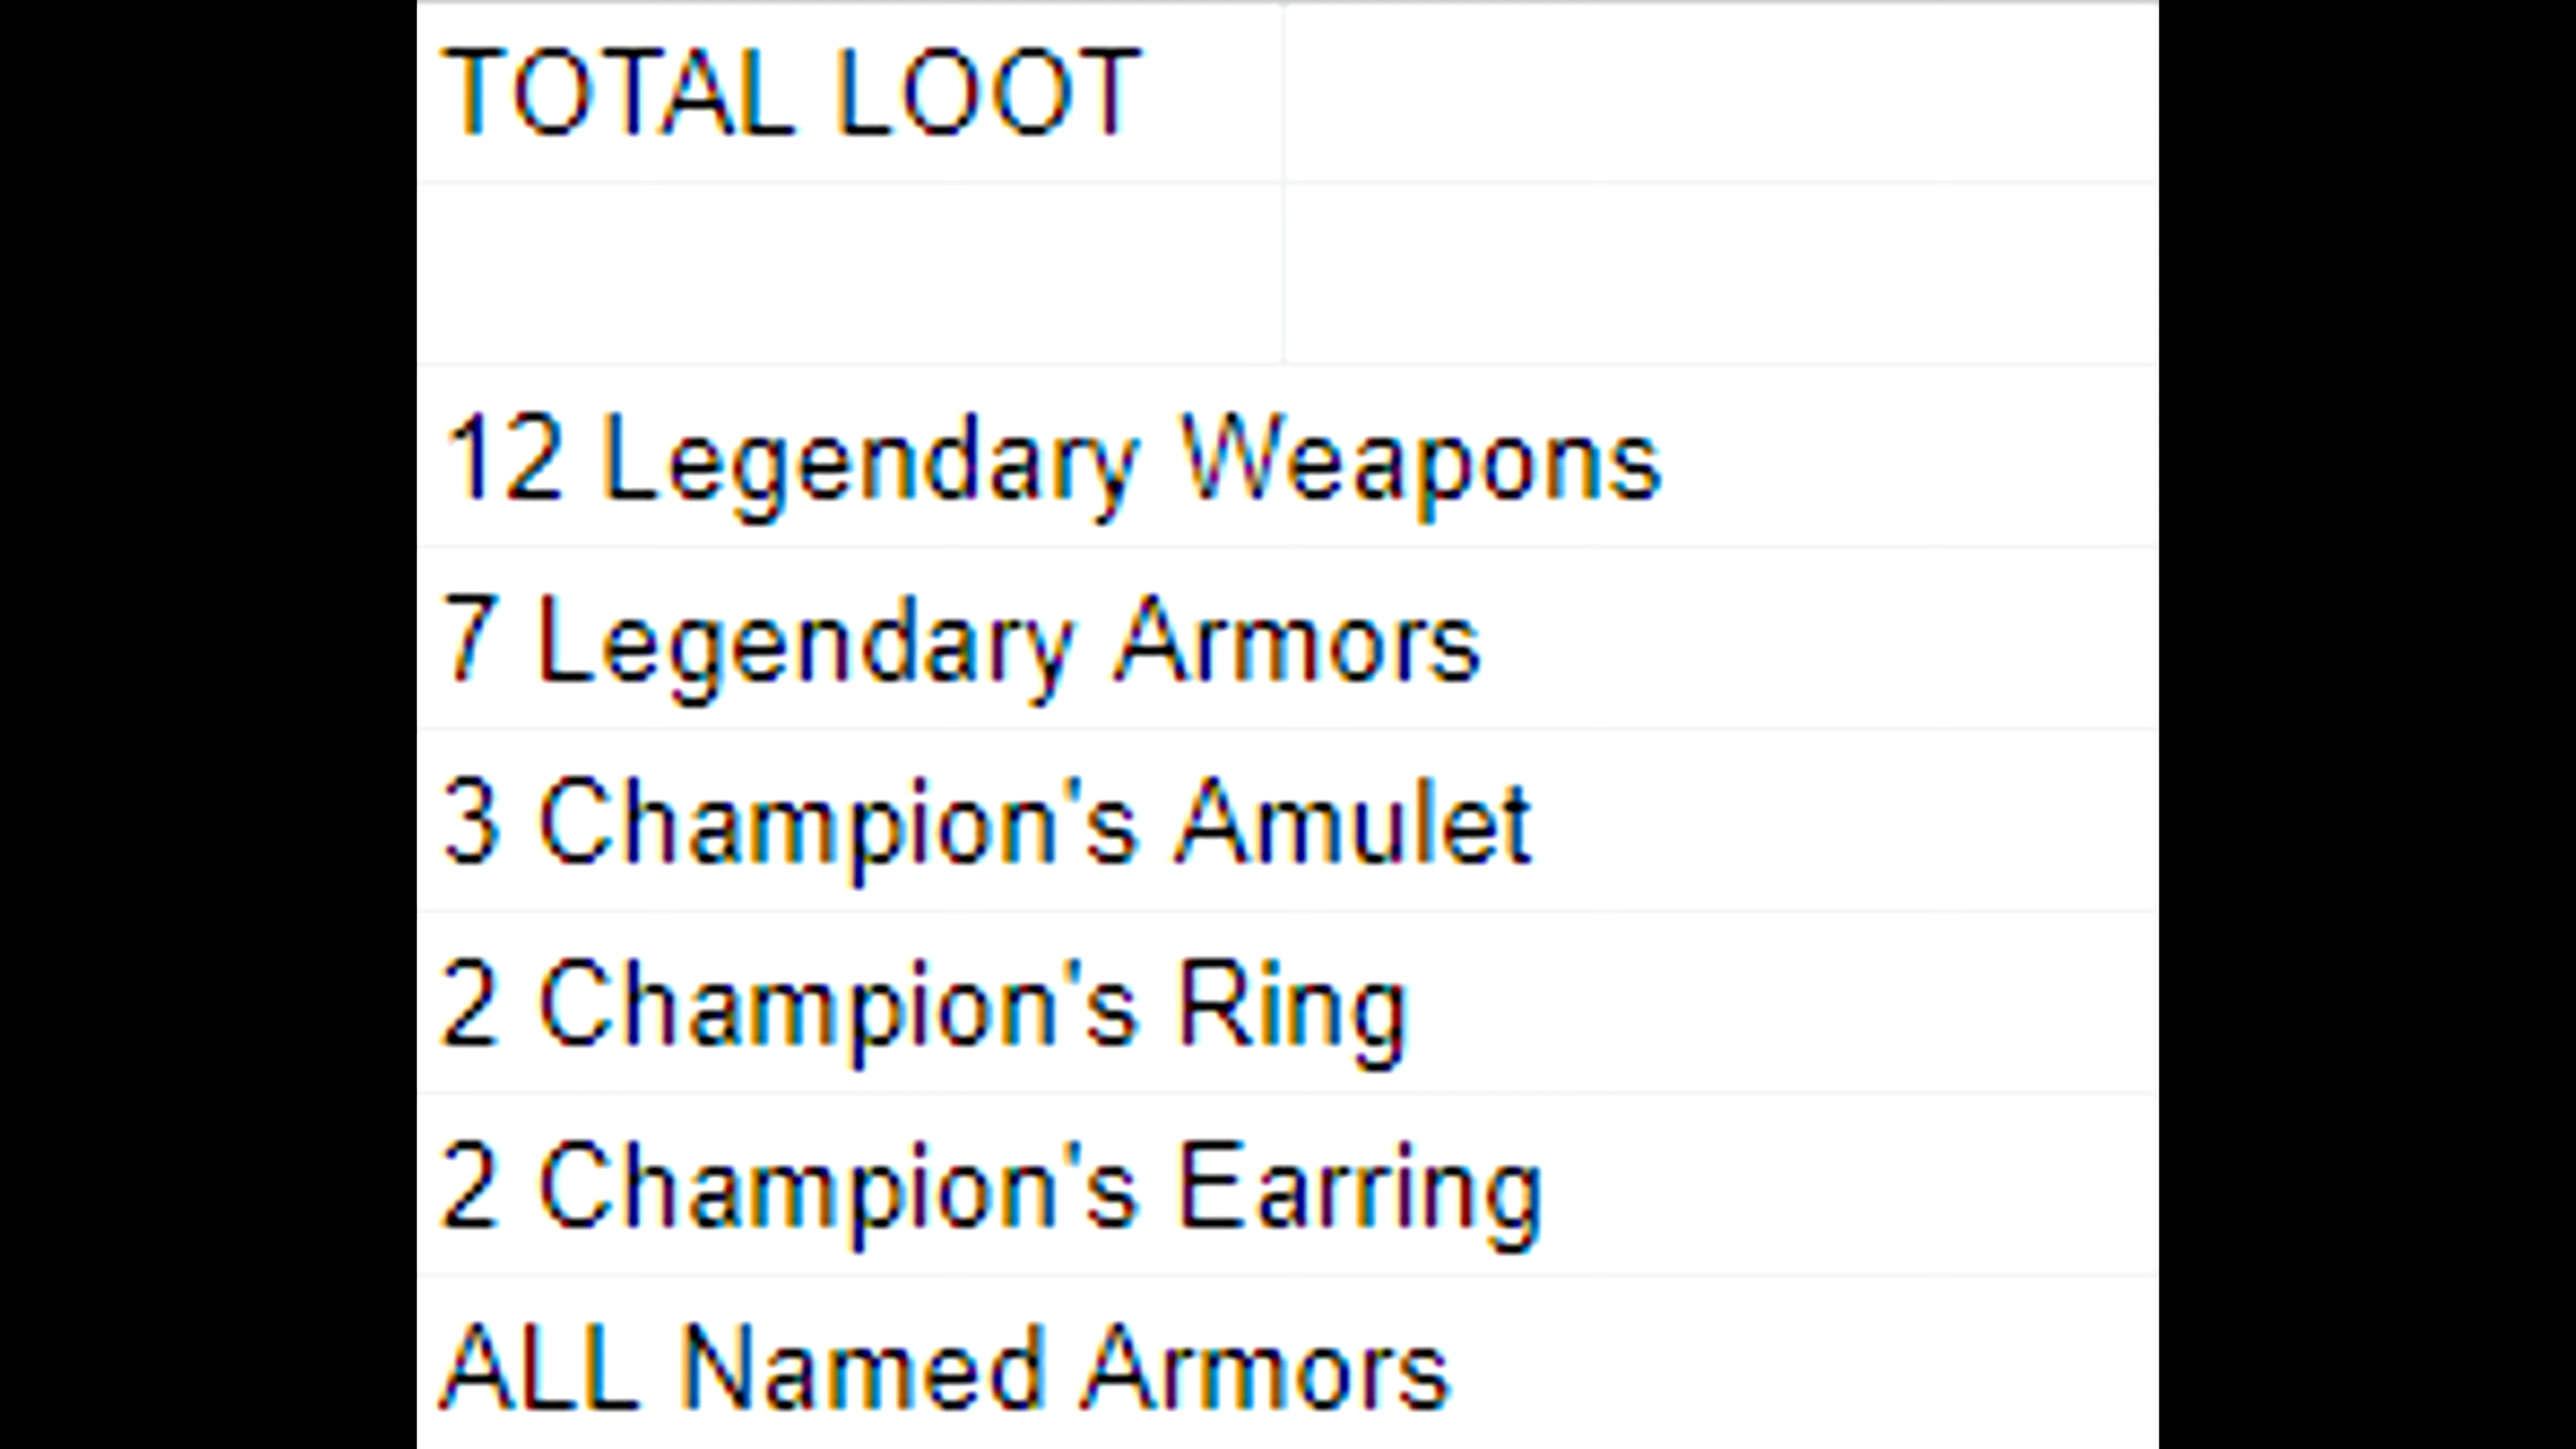 TOTAL LOOT
12 Legendary Weapons
7 Legendary Armors
3 Champion's Amulet
2 Champion's Ring
2 Champion's Earring
ALL Named Armors